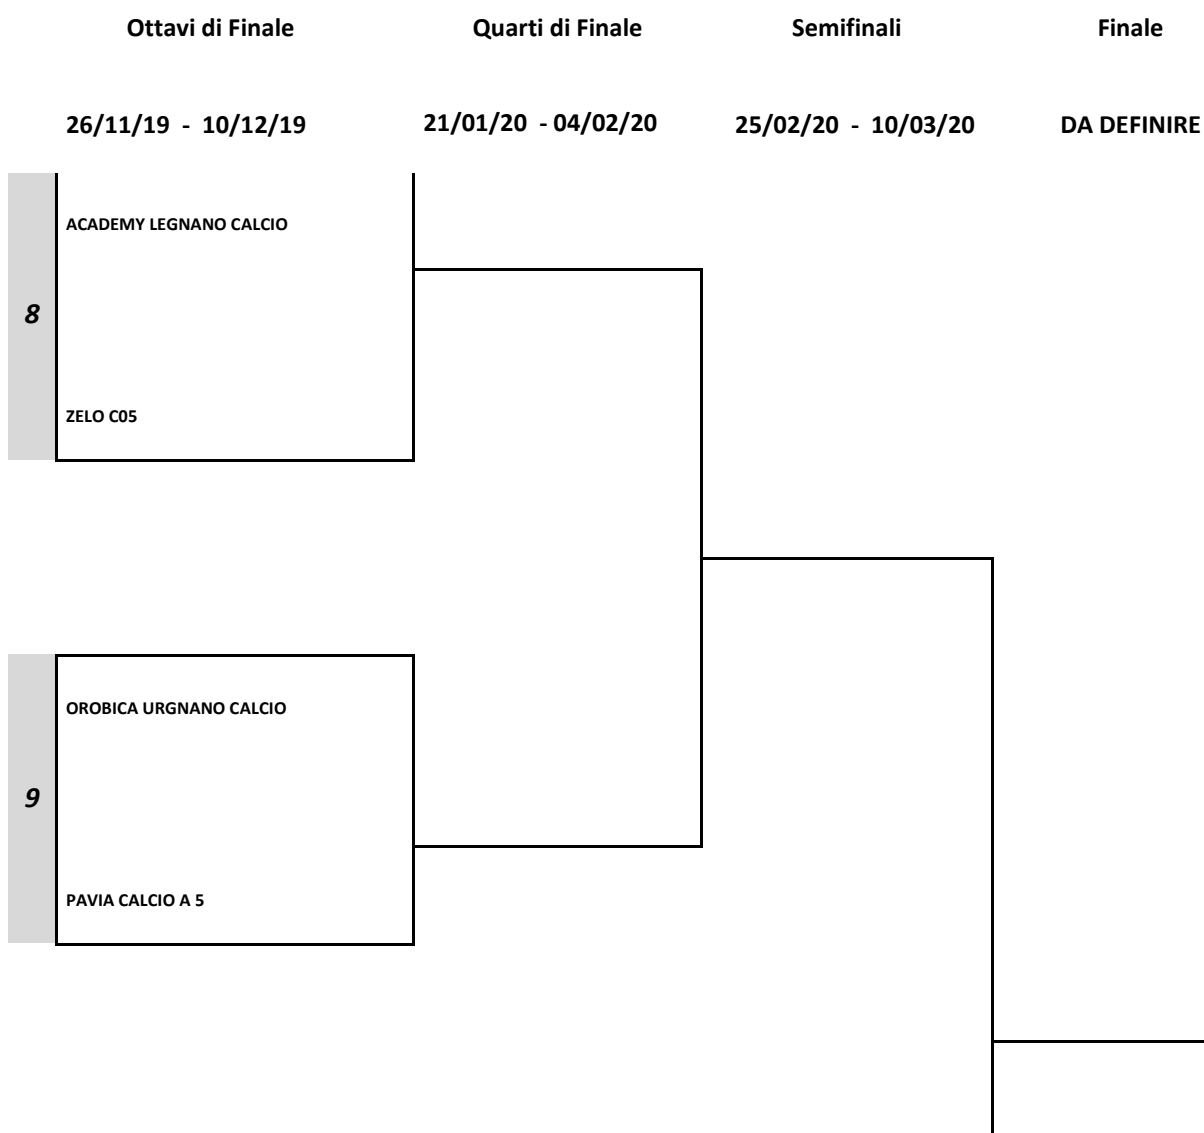 Ottavi di Finale Quarti di Finale Semifinali Finale
26/11/19 - 10/12/19 21/01/20 - 04/02/20 25/02/20 - 10/03/20 DA DEFINIRE
ACADEMY LEGNANO CALCIO
8
ZELO C05
OROBICA URGNANO CALCIO
9
PAVIA CALCIO A 5